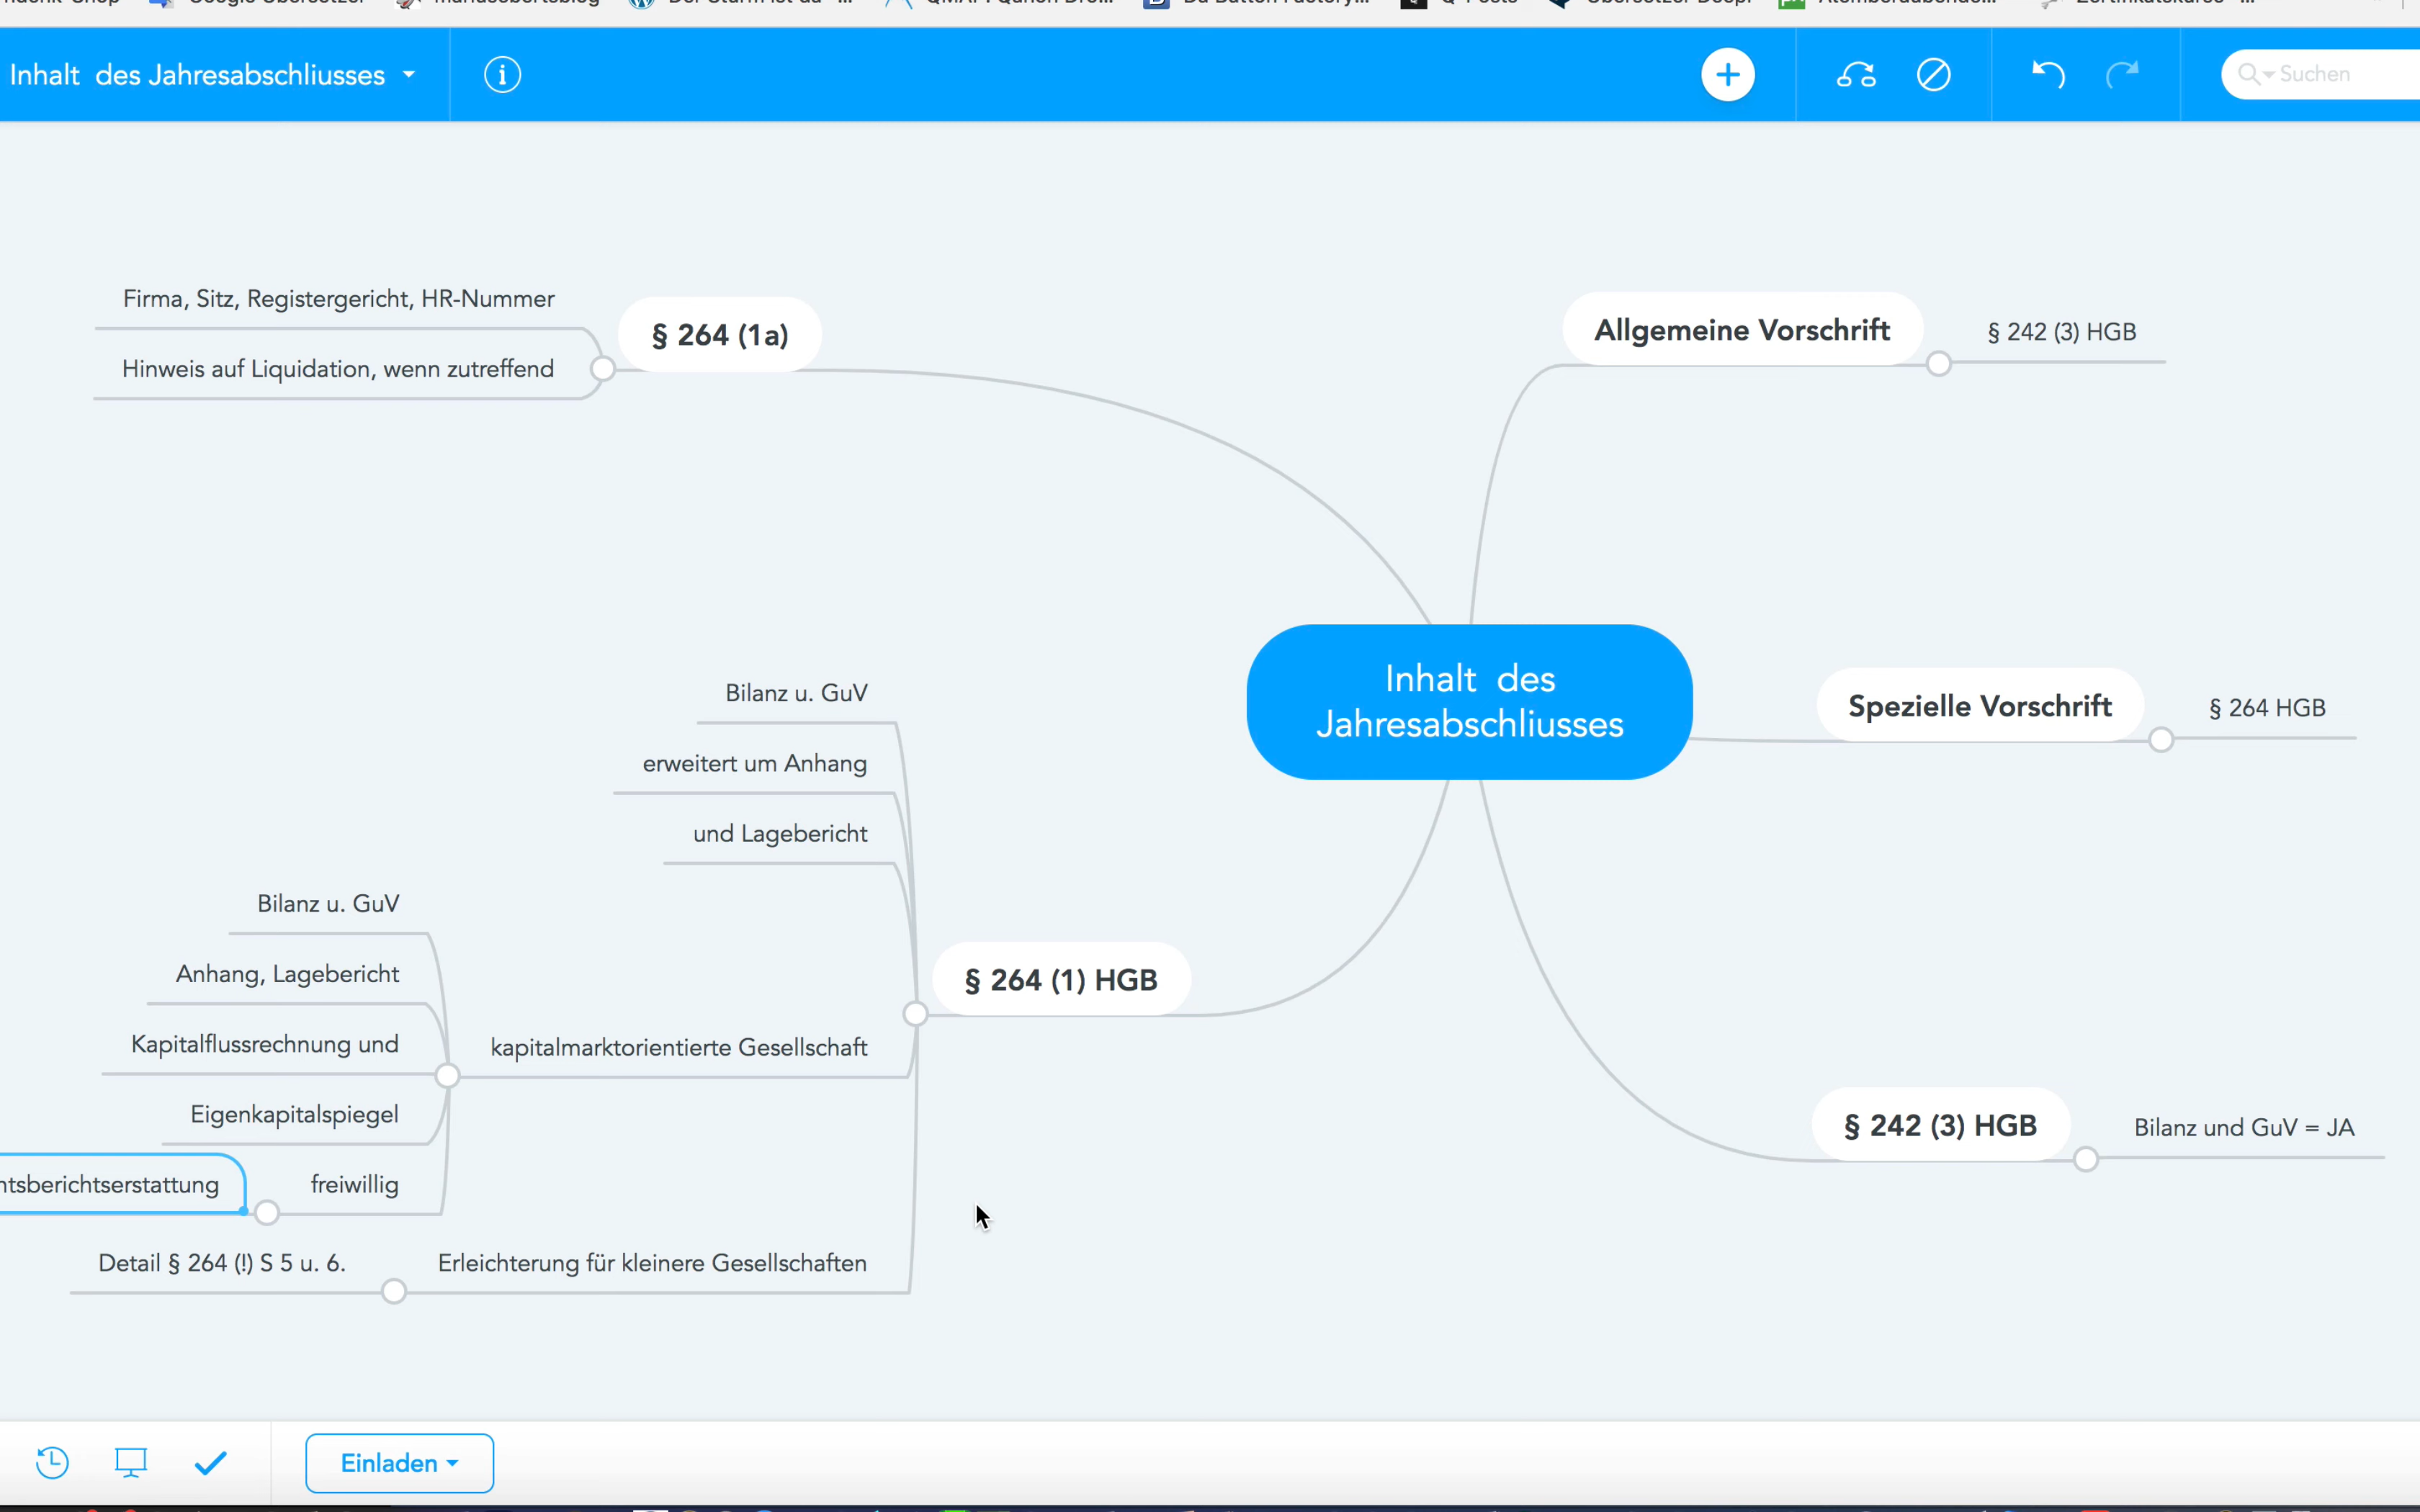 Inhalt  des Jahresabschliusses
Suchen
Firma, Sitz, Registergericht, HR-Nummer
Hinweis auf Liquidation, wenn zutreffend
§ 264 (1a)
Allgemeine Vorschrift
§ 242 (3) HGB
Inhalt  des
Jahresabschliusses
Spezielle Vorschrift
§ 264 HGB
Bilanz u. GuV
erweitert um Anhang
und Lagebericht
§ 264 (1) HGB
Bilanz u. GuV
Anhang, Lagebericht
Kapitalflussrechnung und
Eigenkapitalspiegel
freiwillig
kapitalmarktorientierte Gesellschaft
Detail § 264 (!) S 5 u. 6.
Erleichterung für kleinere Gesellschaften
§ 242 (3) HGB
Bilanz und GuV = JA
Einladen